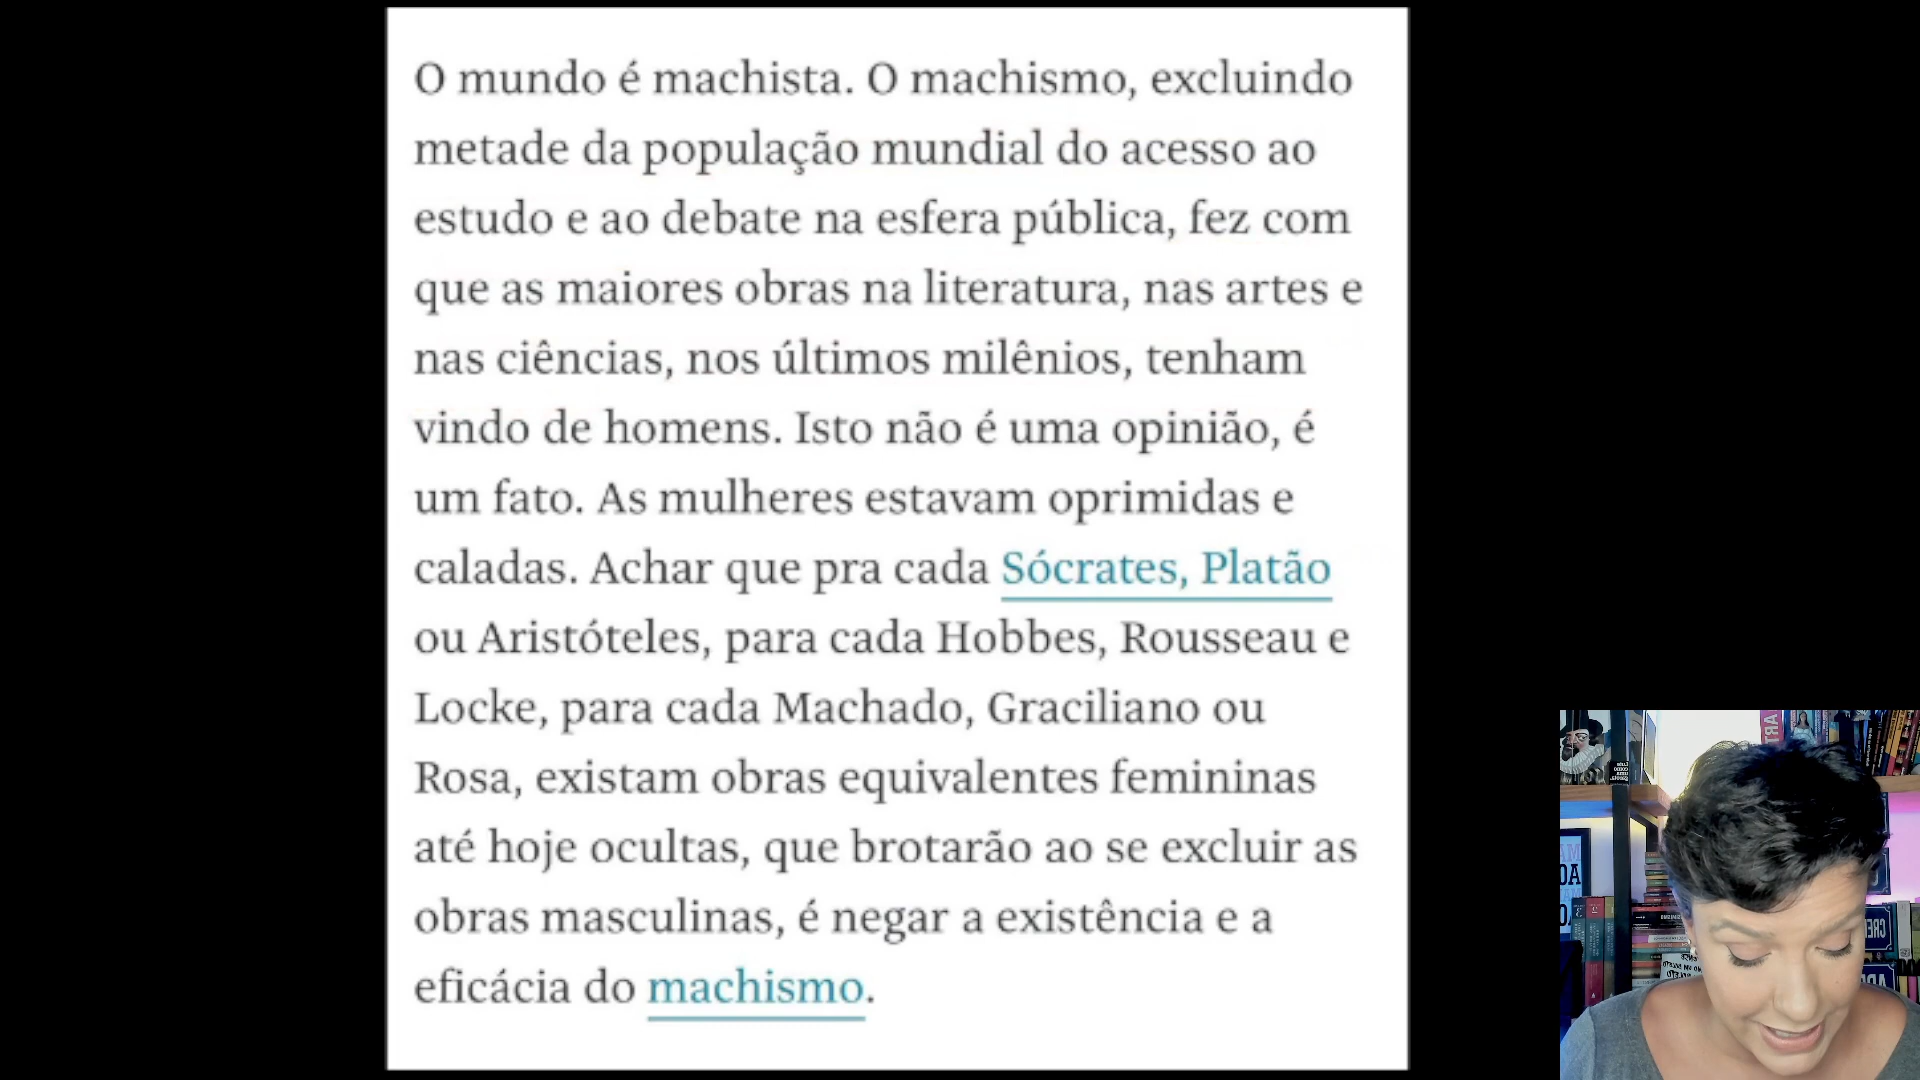 O mundo é machista. O machismo, excluindo
metade da população mundial do acesso ao
estudo e ao debate na esfera pública, fez com
que as maiores obras na literatura, nas artes e
nas ciências, nos últimos milênios, tenham
vindo de homens. Isto não é uma opinião, é
um fato. As mulheres estavam oprimidas e
caladas. Achar que pra cada Sócrates, Platão
ou Aristóteles, para cada Hobbes, Rousseau e
Locke, para cada Machado, Graciliano ou
Rosa, existam obras equivalentes femininas
até hoje ocultas, que brotarão ao se excluir as
obras masculinas, é negar a existência e a
eficácia do machismo.